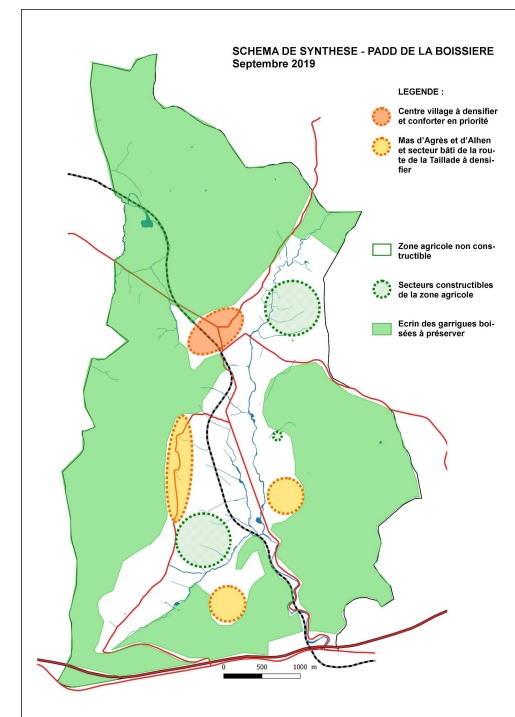 SCHEMA DE SYNTHESE - PADD DE LA BOISSIERE
Septembre 2019
LEGENDE :
Centre village à densifier
et conforter en priorité
Mas d'Agrès et d'Alhen
et secteur bâti de la rou-
te de la Taillade à densi-
fier
Zone agricole non cons-
tructible
Secteurs constructibles
de la zone agricole
Ecrin des garrigues boi-
sées à préserver
0 500 1000 m